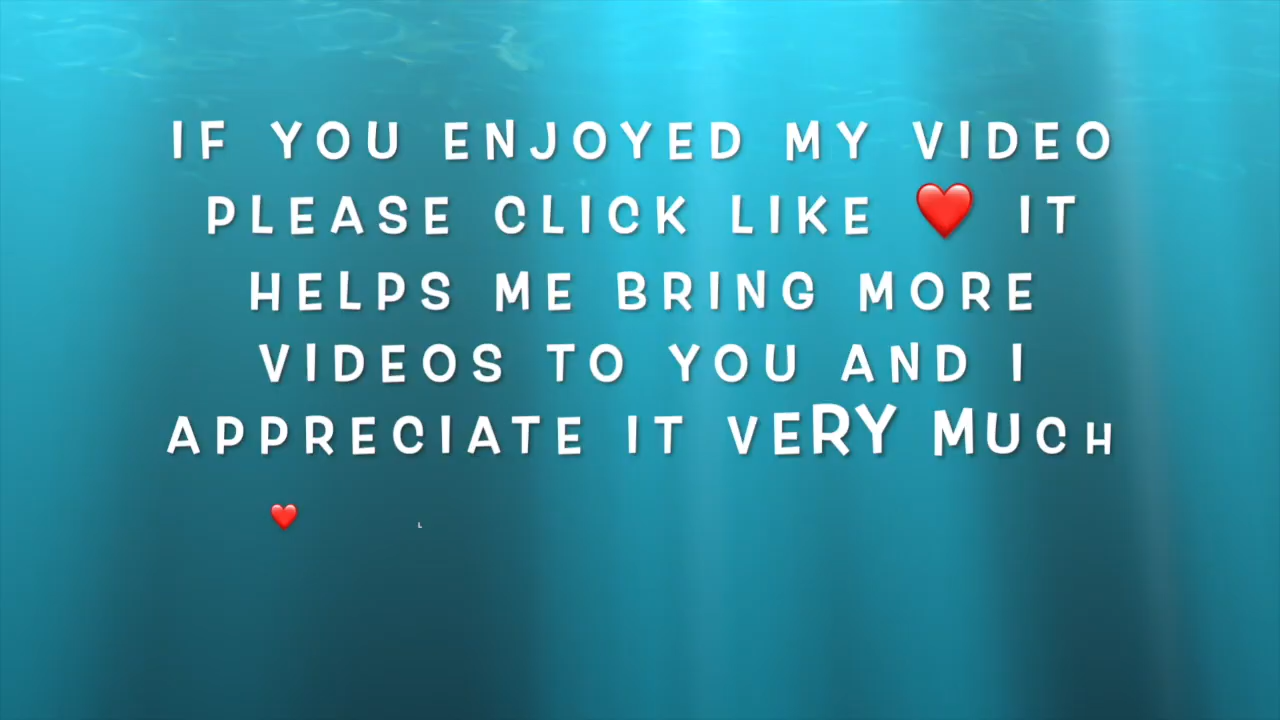 IF YOU ENJOYED MY VIDEO
PLEASE CLICK LIKE ❤️ IT
HELPS ME BRING MORE
VIDEOS TO YOU AND I
APPRECIATE IT VERY MUCH
❤️ L